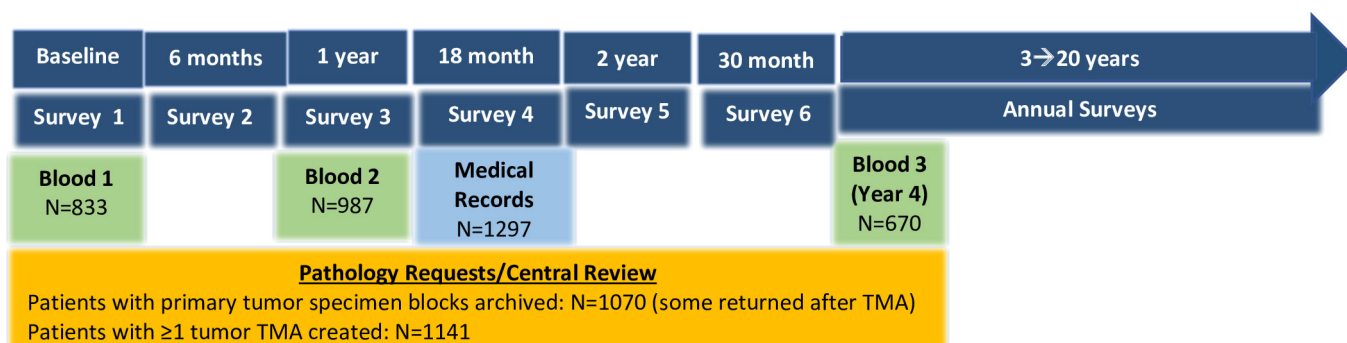 Baseline 6 months 1 year 18 month 2 year 30 month 3→20 years
Survey 1 Survey 2 Survey 3 Survey 4 Survey 5 Survey 6 Annual Surveys
Blood 1
N=833
Blood 2
N=987
Medical
Records
N=1297
Blood 3
(Year 4)
N=670
Pathology Requests/Central Review
Patients with primary tumor specimen blocks archived: N=1070 (some returned after TMA)
Patients with ≥1 tumor TMA created: N=1141